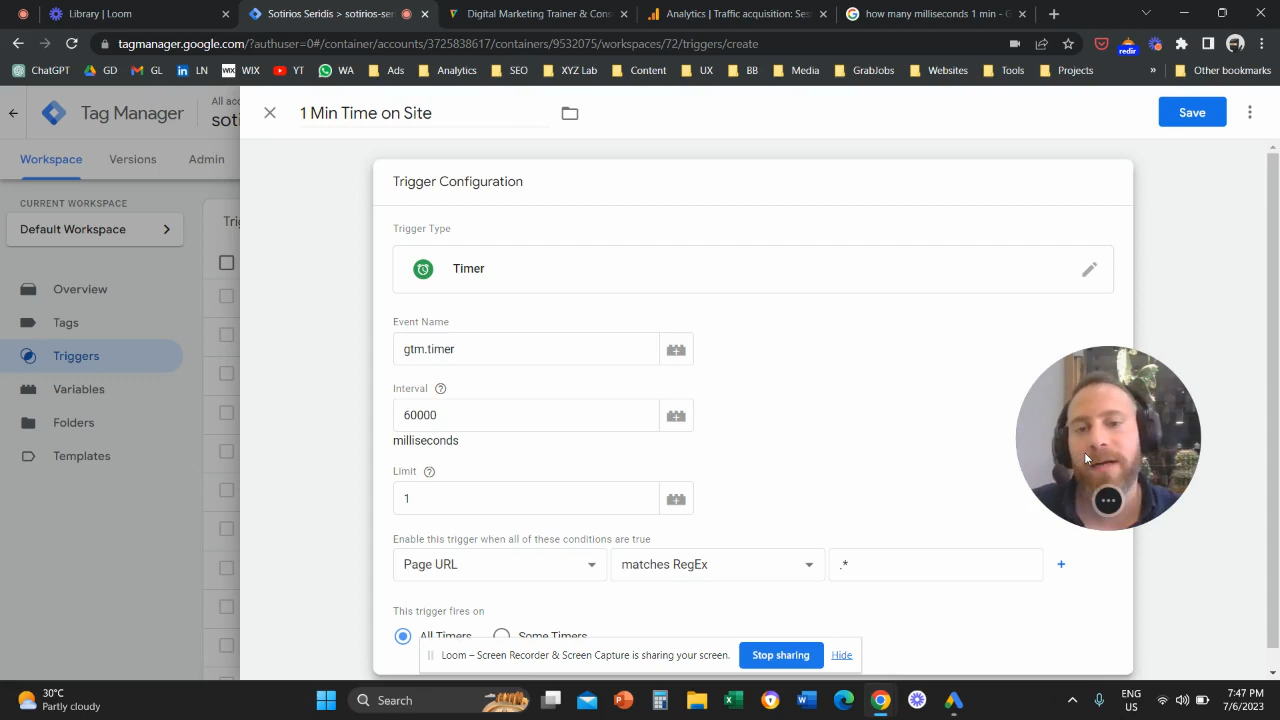 Library | Loom
Sotirios Seridis > sotirios-ser
Digital Marketing Trainer & Cons
Analytics | Traffic acquisition: Ses
how many milliseconds 1 min - G
tagmanager.google.com/?authuser=0#/container/accounts/3725838617/containers/9532075/workspaces/72/triggers/create
redir
ChatGPT GD GL LN WIX WIX YT WA Ads Analytics SEO XYZ Lab Content UX BB Media GrabJobs Websites Tools Projects » Other bookmarks
Tag Manager
All acco
soti
1 Min Time on Site
Save
Workspace Versions Admin
CURRENT WORKSPACE
Default Workspace
Overview
Tags
Triggers
Variables
Folders
Templates
Trig
Trigger Configuration
Trigger Type
Timer
Event Name
gtm.timer
Interval
60000
milliseconds
Limit
1
Enable this trigger when all of these conditions are true
Page URL matches RegEx .*
This trigger fires on
All Timers Some Timers
Loom – Screen Recorder & Screen Capture is sharing your screen. Stop sharing Hide
30°C
Partly cloudy
Search
ENG
US
7:47 PM
7/6/2023